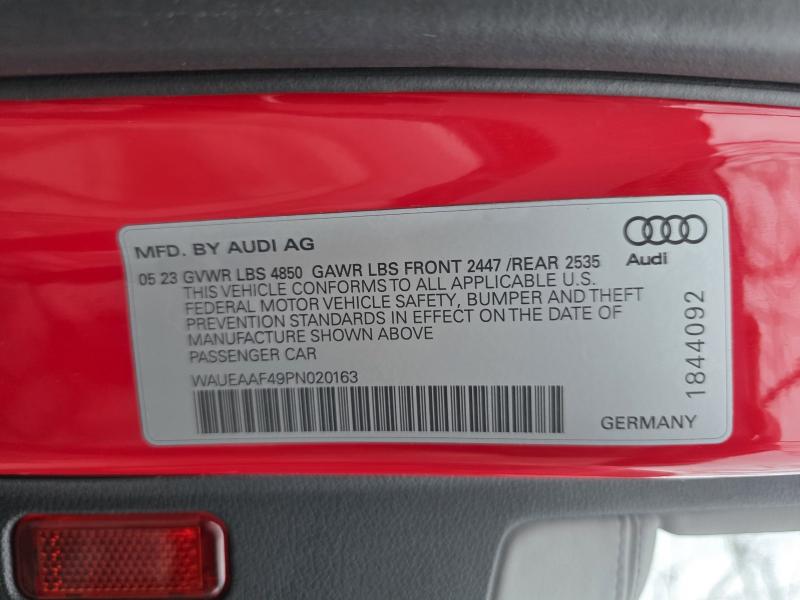 MFD. BY AUDI AG
Audi
05 23 GVWR LBS 4850 GAWR LBS FRONT 2447 /REAR 2535
THIS VEHICLE CONFORMS TO ALL APPLICABLE U.S.
FEDERAL MOTOR VEHICLE SAFETY, BUMPER AND THEFT
PREVENTION STANDARDS IN EFFECT ON THE DATE OF
MANUFACTURE SHOWN ABOVE
PASSENGER CAR
WAUEAAF49PN020163
1844092
GERMANY